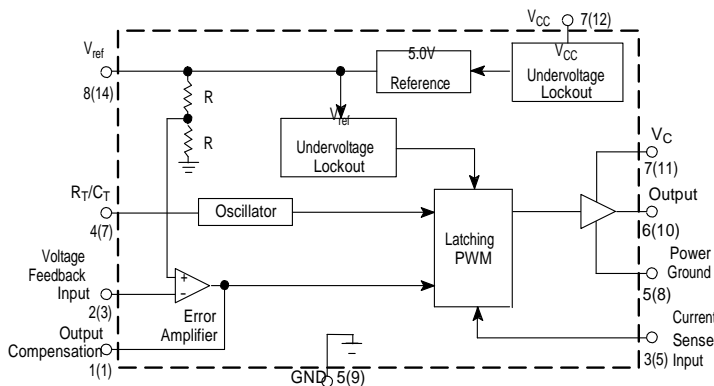 V_CC 7(12)
V_ref
8(14)
5.0V
Reference
V_CC
Undervoltage
Lockout
R
R
V_ref
Undervoltage
Lockout
V_C
7(11)
R_T/C_T
4(7)
Oscillator
Latching
PWM
Output
6(10)
Voltage
Feedback
Input
2(3)
+
-
Error
Amplifier
Power
Ground
5(8)
Output
Compensation
1(1)
GND 5(9)
Current
Sense
Input
3(5)